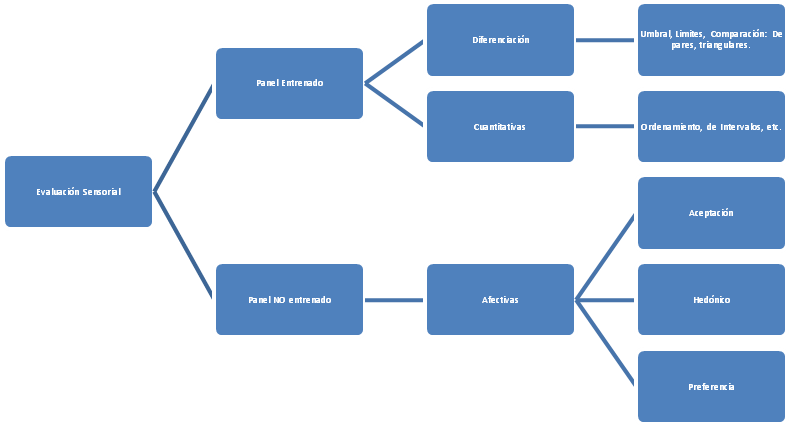 Diferenciación
Umbral, Limites, Comparación: De
pares, triangulares.
Panel Entrenado
Cuantitativas
Ordenamiento, de Intervalos, etc.
Evaluación Sensorial
Aceptación
Panel NO entrenado
Afectivas
Hedónico
Preferencia